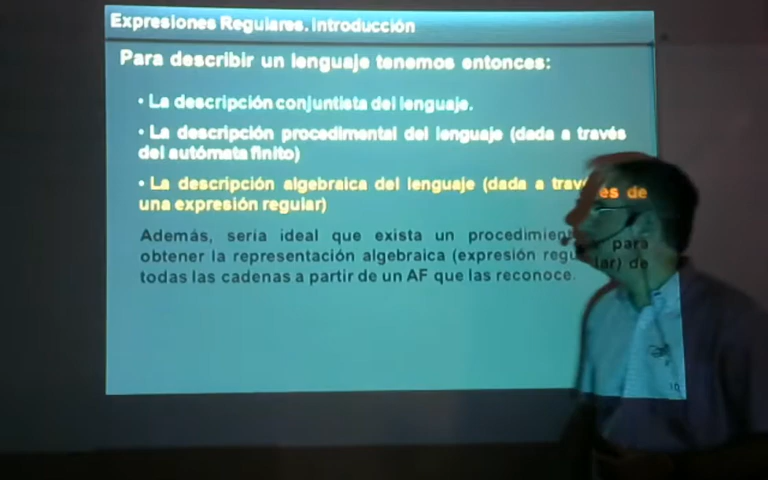 Expresiones Regulares. Introducción
Para describir un lenguaje tenemos entonces:
• La descripción conjuntista del lenguaje.
• La descripción procedimental del lenguaje (dada a través
del autómata finito)
• La descripción algebraica del lenguaje (dada a través de
una expresión regular)
Además, sería ideal que exista un procedimiento para
obtener la representación algebraica (expresión regular) de
todas las cadenas a partir de un AF que las reconoce.
10